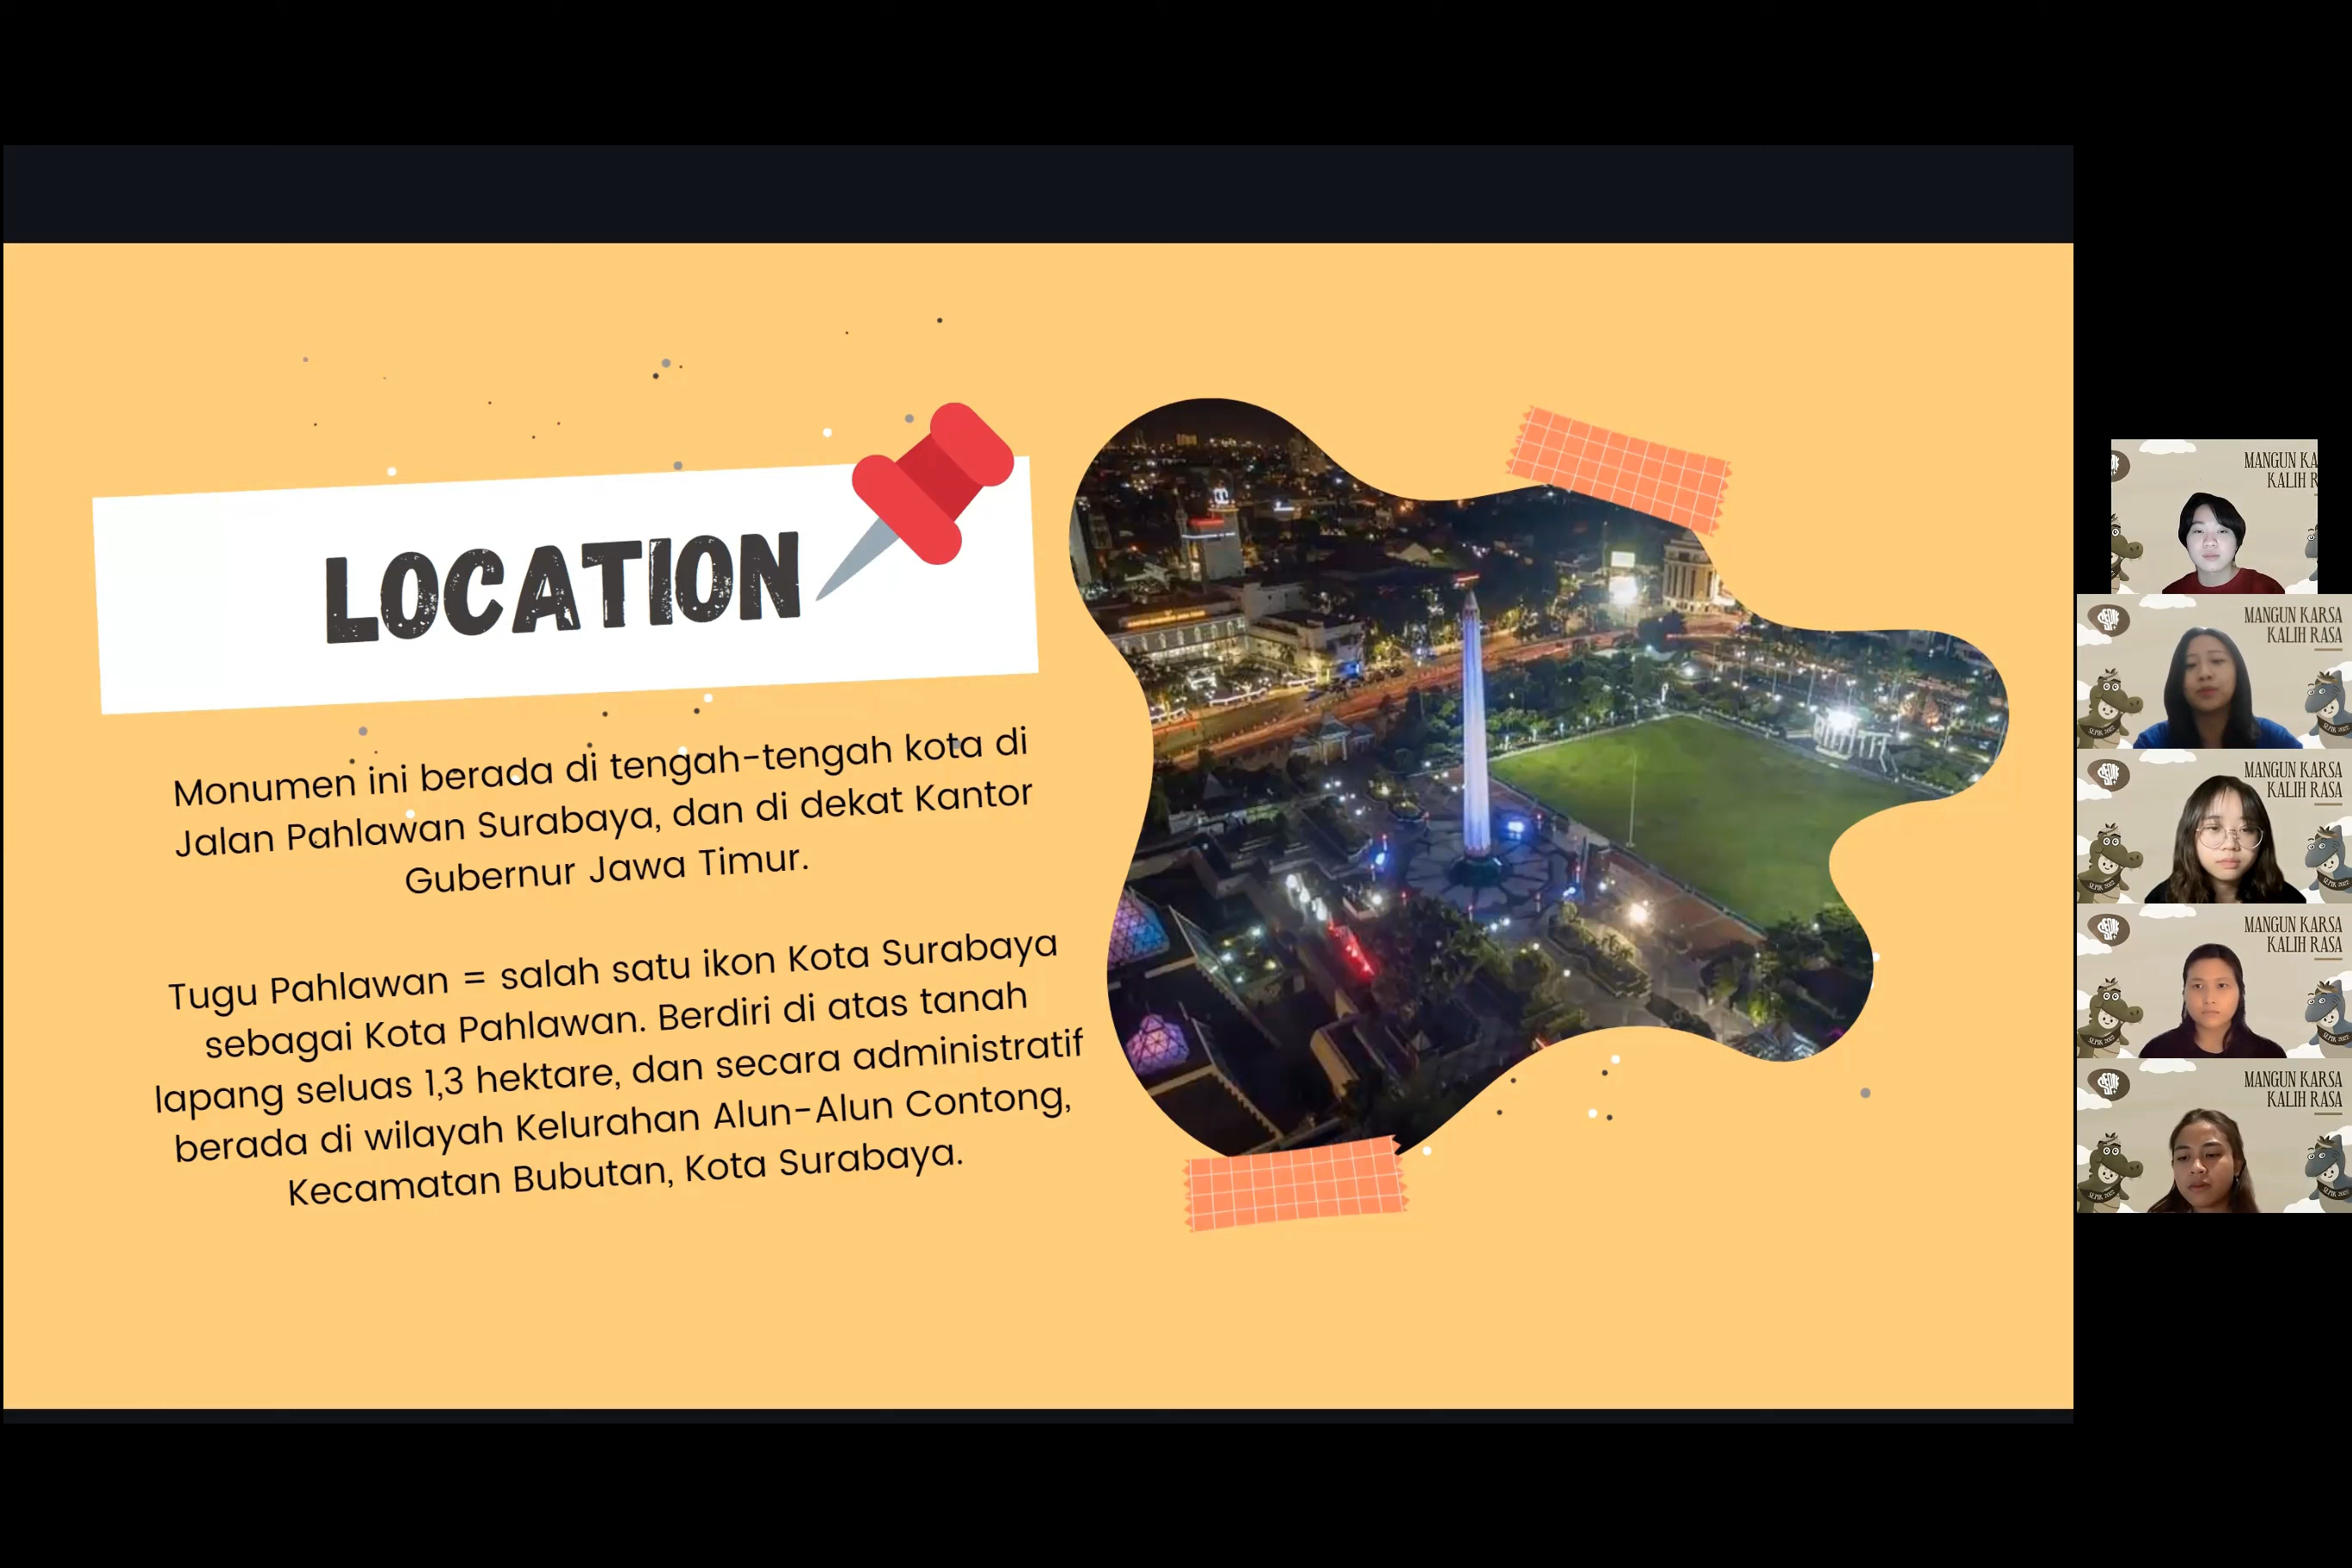 LOCATION
Monumen ini berada di tengah-tengah kota di
Jalan Pahlawan Surabaya, dan di dekat Kantor
Gubernur Jawa Timur.
Tugu Pahlawan = salah satu ikon Kota Surabaya
sebagai Kota Pahlawan. Berdiri di atas tanah
lapang seluas 1,3 hektare, dan secara administratif
berada di wilayah Kelurahan Alun-Alun Contong,
Kecamatan Bubutan, Kota Surabaya.
MANGUN KA
KALIH R
MANGUN KARSA
KALIH RASA
MANGUN KARSA
KALIH RASA
MANGUN KARSA
KALIH RASA
MANGUN KARSA
KALIH RASA